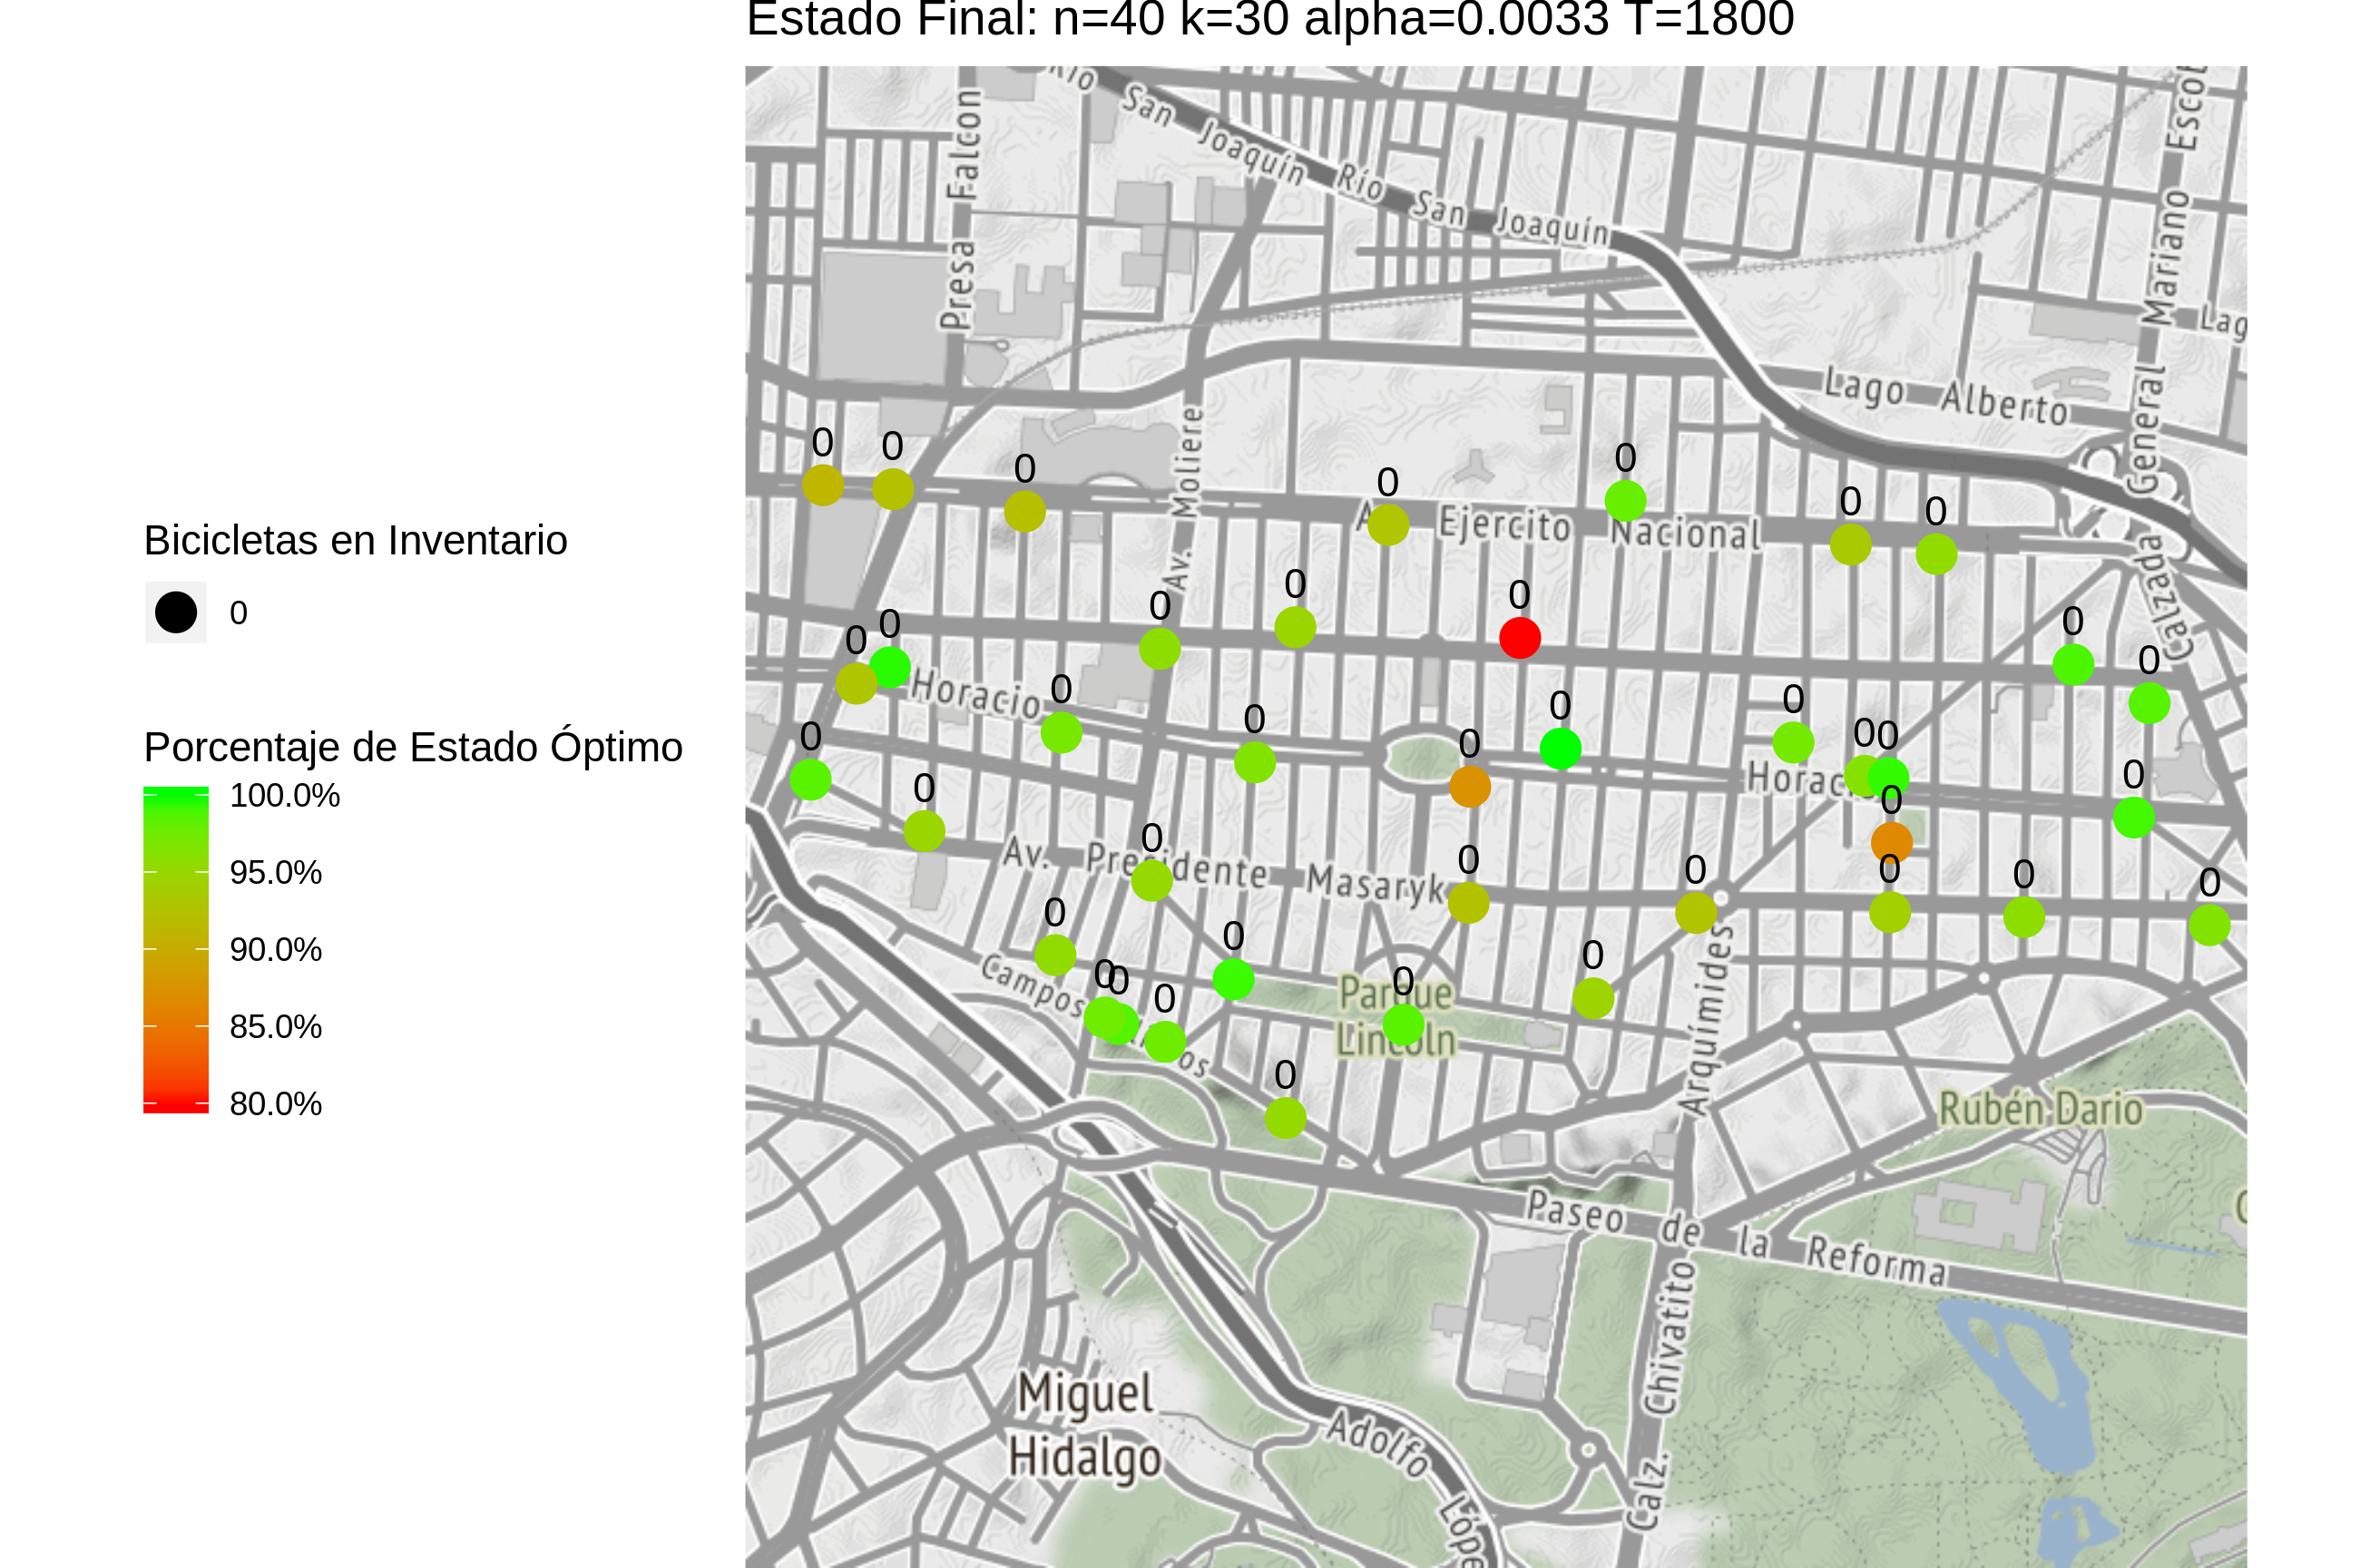 Estado Final: n=40 k=30 alpha=0.0033 T=1800
Bicicletas en Inventario
0
Porcentaje de Estado Óptimo
100.0%
95.0%
90.0%
85.0%
80.0%
Río San Joaquín
Río San Joaquín
Presa Falcon
General Mariano Escob
Lag
Lago Alberto
Av. Moliere
Ejercito Nacional
Calzada
0
0
0
0
0
0
0
0
0
0
0
0
0
0
Horacio
0
0
0
0
0
0
0
0
0
0
Horacio
0
0
0
Av. Presidente Masaryk
0
0
0
0
0
0
0
0
0
0
0
0
0
Campos
Parque
Lincoln
Arquímides
Rubén Dario
Paseo de la Reforma
Calz. Chivatito
Miguel
Hidalgo
Adolfo
Lópe